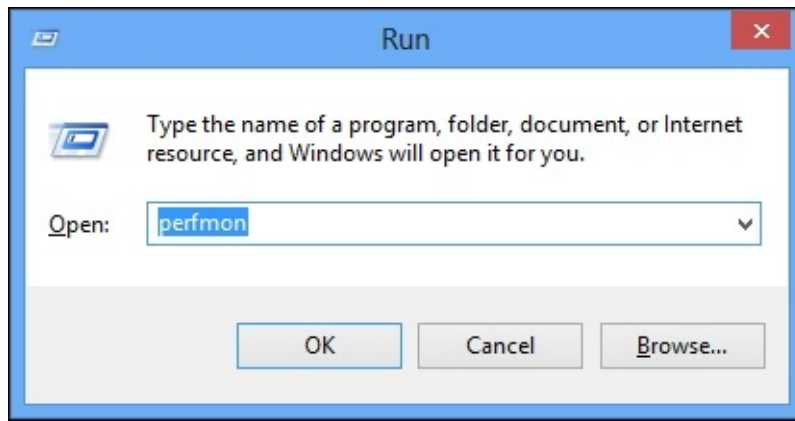 Run
Type the name of a program, folder, document, or Internet
resource, and Windows will open it for you.
Open: perfmon
OK Cancel Browse...